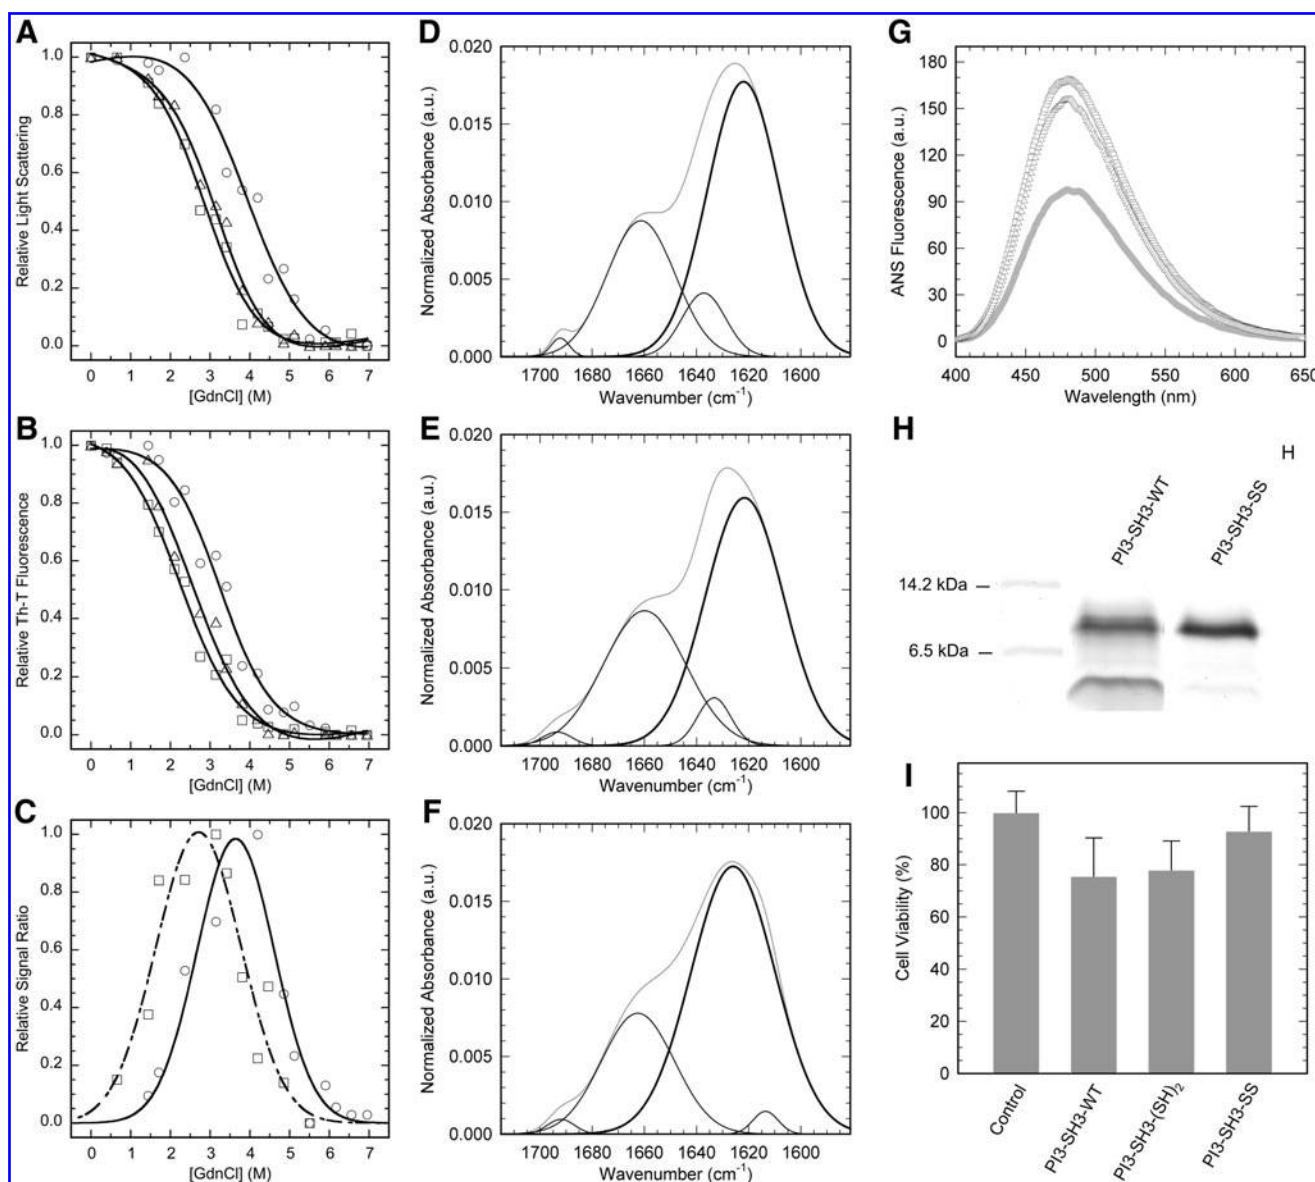 A
Relative Light Scattering
1.0
0.8
0.6
0.4
0.2
0.0
0 1 2 3 4 5 6 7
[GdnCl] (M)
B
Relative Th-T Fluorescence
1.0
0.8
0.6
0.4
0.2
0.0
0 1 2 3 4 5 6 7
[GdnCl] (M)
C
Relative Signal Ratio
1.0
0.8
0.6
0.4
0.2
0.0
0 1 2 3 4 5 6 7
[GdnCl] (M)
D
Normalized Absorbance (a.u.)
0.020
0.015
0.010
0.005
0.000
1700 1680 1660 1640 1620 1600
Wavenumber (cm⁻¹)
E
Normalized Absorbance (a.u.)
0.020
0.015
0.010
0.005
0.000
1700 1680 1660 1640 1620 1600
Wavenumber (cm⁻¹)
F
Normalized Absorbance (a.u.)
0.020
0.015
0.010
0.005
0.000
1700 1680 1660 1640 1620 1600
Wavenumber (cm⁻¹)
G
ANS Fluorescence (a.u.)
180
150
120
90
60
30
0
400 450 500 550 600 650
Wavelength (nm)
H
H
PI3-SH3-WT
PI3-SH3-SS
14.2 kDa
6.5 kDa
I
Cell Viability (%)
100
80
60
40
20
0
Control
PI3-SH3-WT
PI3-SH3-(SH)₂
PI3-SH3-SS